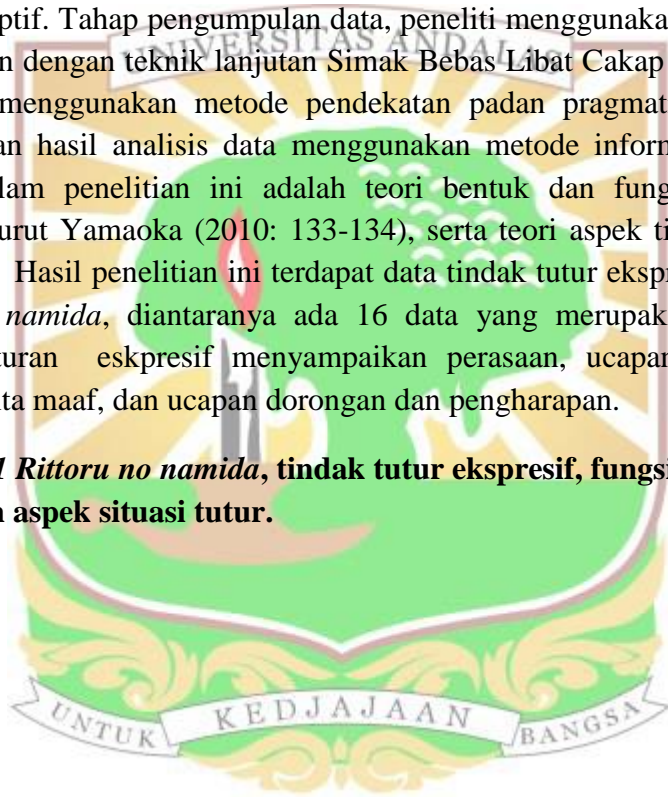 ptif. Tahap pengumpulan data, peneliti menggunaka
UNIVERSITAS ANDALAS
n dengan teknik lanjutan Simak Bebas Libat Cakap
menggunakan metode pendekatan padan pragmat
an hasil analisis data menggunakan metode inform
lam penelitian ini adalah teori bentuk dan fung
urut Yamaoka (2010: 133-134), serta teori aspek ti
Hasil penelitian ini terdapat data tindak tutur ekspr
namida, diantaranya ada 16 data yang merupak
turan eskpresif menyampaikan perasaan, ucapan
ta maaf, dan ucapan dorongan dan pengharapan.
1 Rittoru no namida, tindak tutur ekspresif, fungsi
n aspek situasi tutur.
UNTUK KEDJAJAAN BANGSA